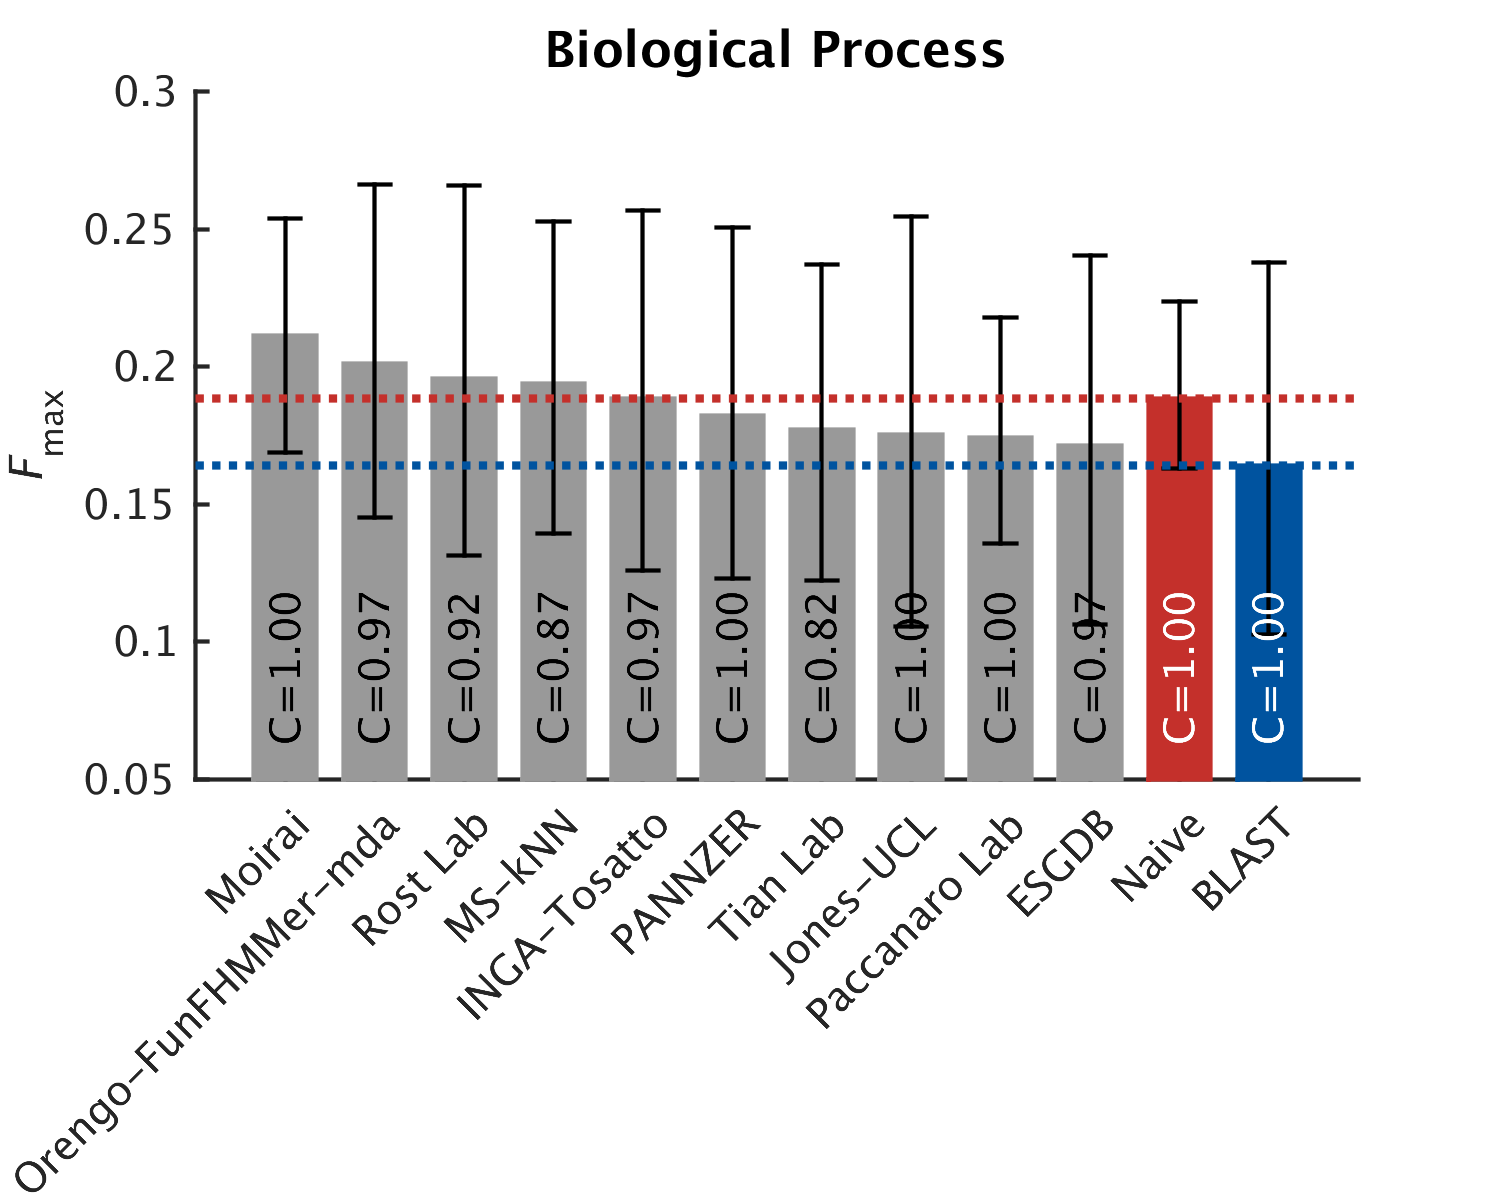 Biological Process
0.3
0.25
0.2
0.15
0.1
0.05
Fmax
C=1.00
C=0.97
C=0.92
C=0.87
C=0.97
C=1.00
C=0.82
C=1.00
C=1.00
C=0.97
C=1.00
C=1.00
Moirai
Orengo-FunFHMMer-mda
Rost Lab
MS-kNN
INGA-Tosatto
PANNZER
Tian Lab
Jones-UCL
Paccanaro Lab
ESGDB
Naive
BLAST